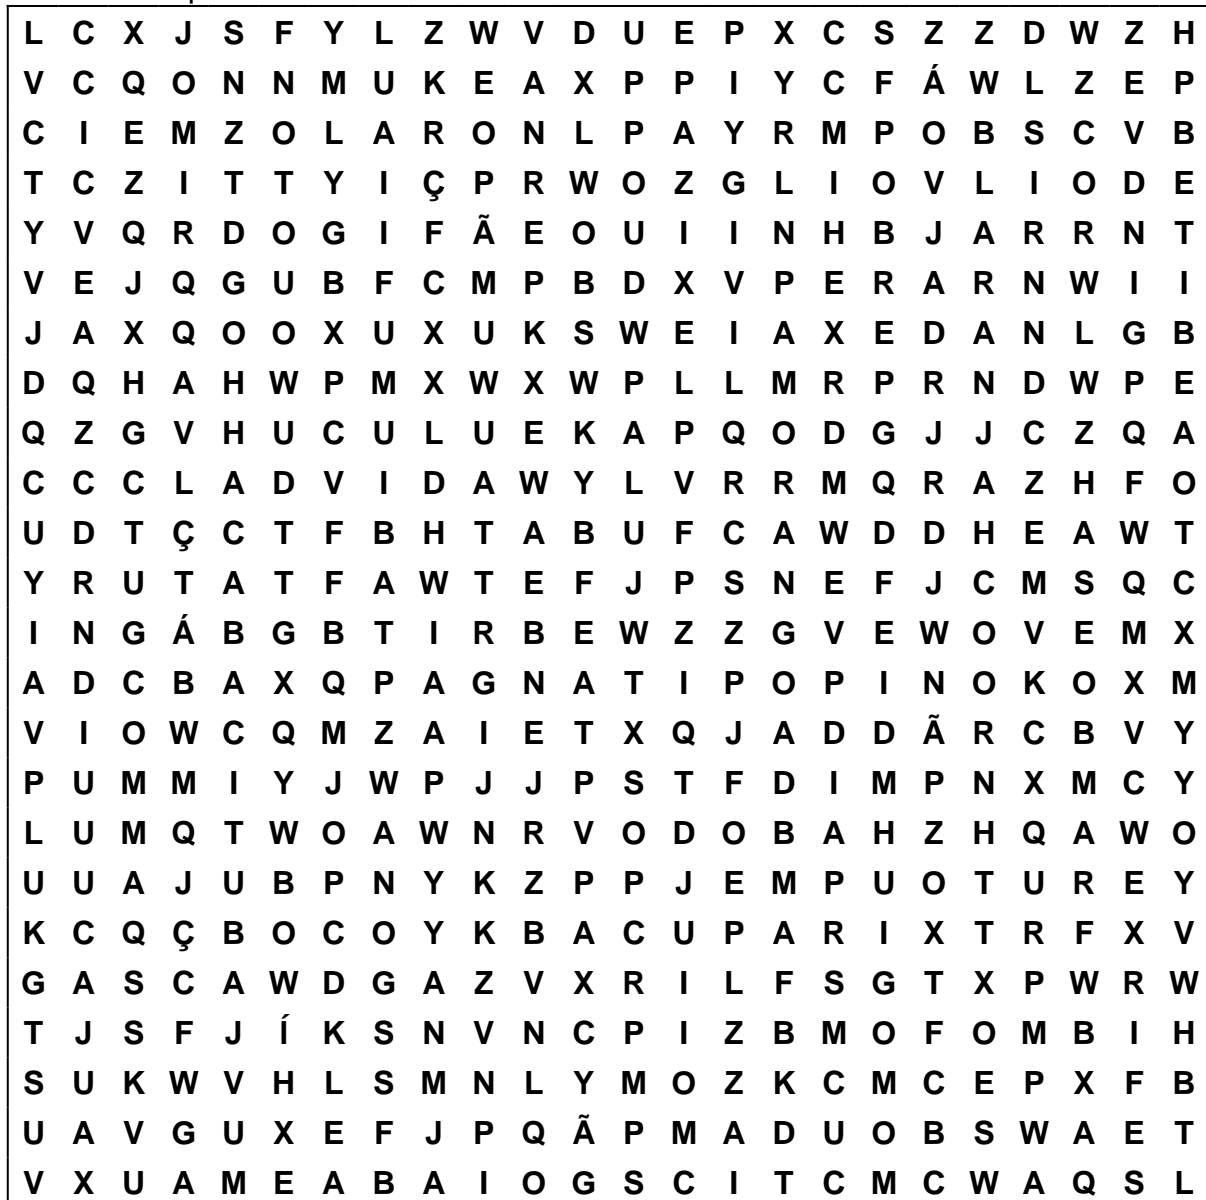 L C X J S F Y L Z W V D U E P X C S Z Z D W Z H
V C Q O N N M U K E A X P P I Y C F Á W L Z E P
C I E M Z O L A R O N L P A Y R M P O B S C V B
T C Z I T T Y I Ç P R W O Z G L I O V L I O D E
Y V Q R D O G I F Ã E O U I I N H B J A R R N T
V E J Q G U B F C M P B D X V P E R A R N W I I
J A X Q O O X U X U K S W E I A X E D A N L G B
D Q H A H W P M X W X W P L L M R P R N D W P E
Q Z G V H U C U L U E K A P Q O D G J J C Z Q A
C C C L A D V I D A W Y L V R R M Q R A Z H F O
U D T Ç C T F B H T A B U F C A W D D H E A W T
Y R U T A T F A W T E F J P S N E F J C M S Q C
I N G Á B G B T I R B E W Z Z G V E W O V E M X
A D C B A X Q P A G N A T I P O P I N O K O X M
V I O W C Q M Z A I E T X Q J A D D Ã R C B V Y
P U M M I Y J W P J J P S T F D I M P N X M C Y
L U M Q T W O A W N R V O D O B A H Z H Q A W O
U U A J U B P N Y K Z P P J E M P U O T U R E Y
K C Q Ç B O C O Y K B A C U P A R I X T R F X V
G A S C A W D G A Z V X R I L F S G T X P W R W
T J S F J Í K S N V N C P I Z B M O F O M B I H
S U K W V H L S M N L Y M O Z K C M C E P X F B
U A V G U X E F J P Q Ã P M A D U O B S W A E T
V X U A M E A B A I O G S C I T C M C W A Q S L